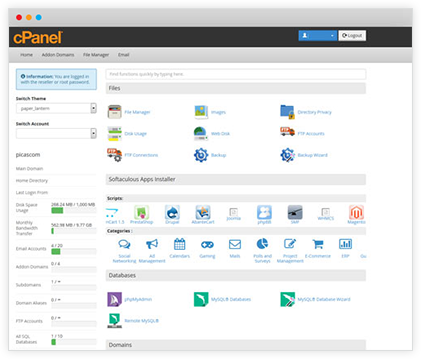 cPanel
Logout
Home Addon Domains File Manager Email
Information: You are logged in with the reseller or root password.
Find functions quickly by typing here
Switch Theme
paper_lantern
Switch Account
picascom
Main Domain
Home Directory
Last Login From
Disk Space Usage 268.24 MB / 1,000 MB
Monthly Bandwidth Transfer 962.98 MB / 9.77 GB
Email Accounts 4 / 20
Addon Domains 0 / 4
Subdomains 1 / ∞
Domain Aliases 0 / ∞
FTP Accounts 0 / ∞
All SQL Databases 1 / 10
Files
File Manager Images Directory Privacy
Disk Usage Web Disk FTP Accounts
FTP Connections Backup Backup Wizard
Softaculous Apps Installer
Scripts:
PrestaShop Drupal AbanteCart Joomla phpBB SMF WHMCS Magento
Categories:
Social Networking Ad Management Calendars Gaming Mails Polls and Surveys Project Management E-Commerce ERP
Databases
phpMyAdmin MySQL® Databases MySQL® Database Wizard
Remote MySQL®
Domains